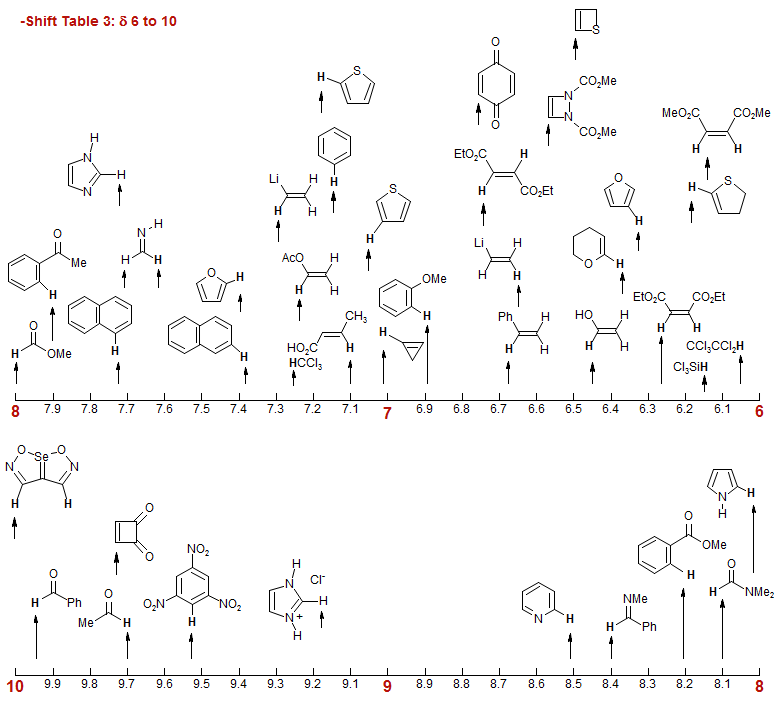 -Shift Table 3: δ 6 to 10
O
O
S
N
N
CO₂Me
CO₂Me
MeO₂C
CO₂Me
H
H
H
S
H
Li
H
H
H
EtO₂C
H
H
CO₂Et
H
S
O
H
H
N
N
H
N
H
H
H
O
Me
H
S
H
AcO
H
H
H
O
H
OMe
H
Li
H
H
H
O
H
EtO₂C
CO₂Et
H
H
O
H
OMe
H
H
HO₂C
CH₃
H
HCCl₃
H
Ph
H
H
H
HO
H
H
H
CCl₃CCl₂H
Cl₃SiH
8
7.9
7.8
7.7
7.6
7.5
7.4
7.3
7.2
7.1
7
6.9
6.8
6.7
6.6
6.5
6.4
6.3
6.2
6.1
6
O
Se
O
N
N
H
H
O
O
NO₂
O₂N
NO₂
H
H
N
N
H
H
Cl⁻
+
O
OMe
H
N
H
H
O
H
Ph
O
Me
H
N
H
NMe
H
Ph
O
H
NMe₂
10
9.9
9.8
9.7
9.6
9.5
9.4
9.3
9.2
9.1
9
8.9
8.8
8.7
8.6
8.5
8.4
8.3
8.2
8.1
8